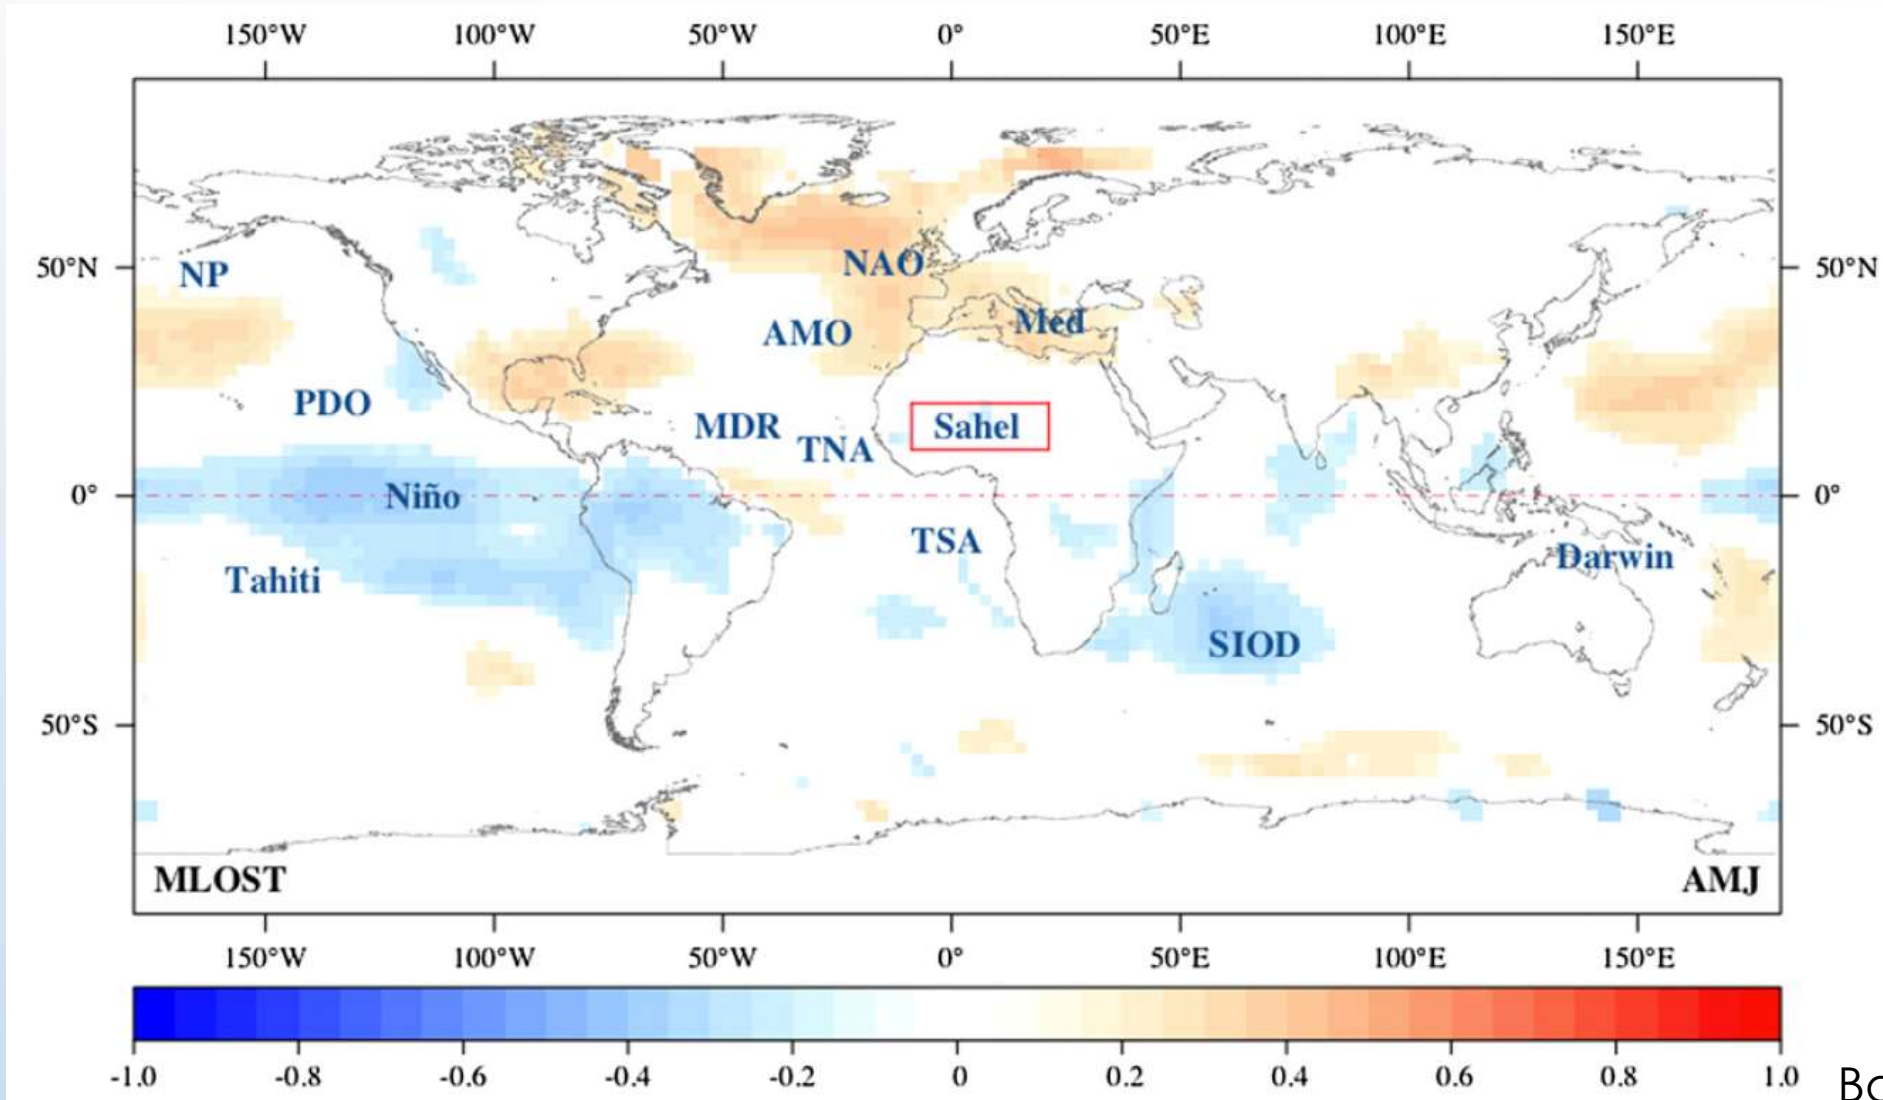 150°W 100°W 50°W 0° 50°E 100°E 150°E
50°N NP NAO 50°N
AMO Med
PDO
MDR TNA Sahel
0° Niño 0°
TSA
Tahiti Darwin
SIOD
50°S 50°S
MLOST AMJ
150°W 100°W 50°W 0° 50°E 100°E 150°E
-1.0 -0.8 -0.6 -0.4 -0.2 0 0.2 0.4 0.6 0.8 1.0